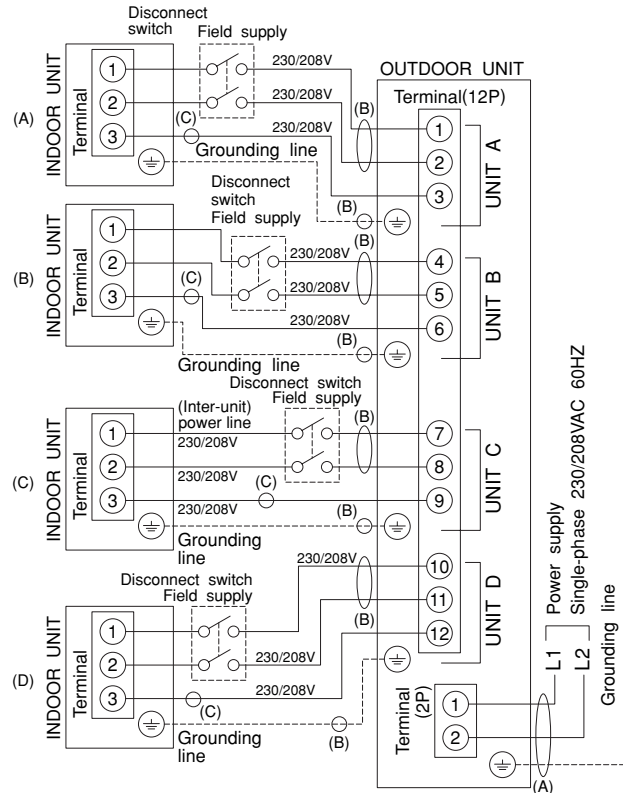 Disconnect
switch
Field supply
230/208V
OUTDOOR UNIT
Terminal(12P)
(A)
INDOOR UNIT
Terminal
1
2
3
(C)
230/208V
230/208V
(B)
Grounding line
1
2
3
UNIT A
Disconnect
switch
Field supply
(B)
(B)
INDOOR UNIT
Terminal
1
2
3
(C)
230/208V
230/208V
230/208V
(B)
(B)
Grounding line
4
5
6
UNIT B
Disconnect switch
Field supply
(C)
INDOOR UNIT
Terminal
1
2
3
(Inter-unit)
power line
230/208V
230/208V
230/208V
(C)
(B)
(B)
Grounding
line
7
8
9
UNIT C
Disconnect switch
Field supply
230/208V
(D)
INDOOR UNIT
Terminal
1
2
3
230/208V
230/208V
(C)
(B)
(B)
Grounding
line
10
11
12
UNIT D
Terminal
(2P)
1
2
L1
L2
Power supply
Single-phase 230/208VAC 60HZ
Grounding line
(A)